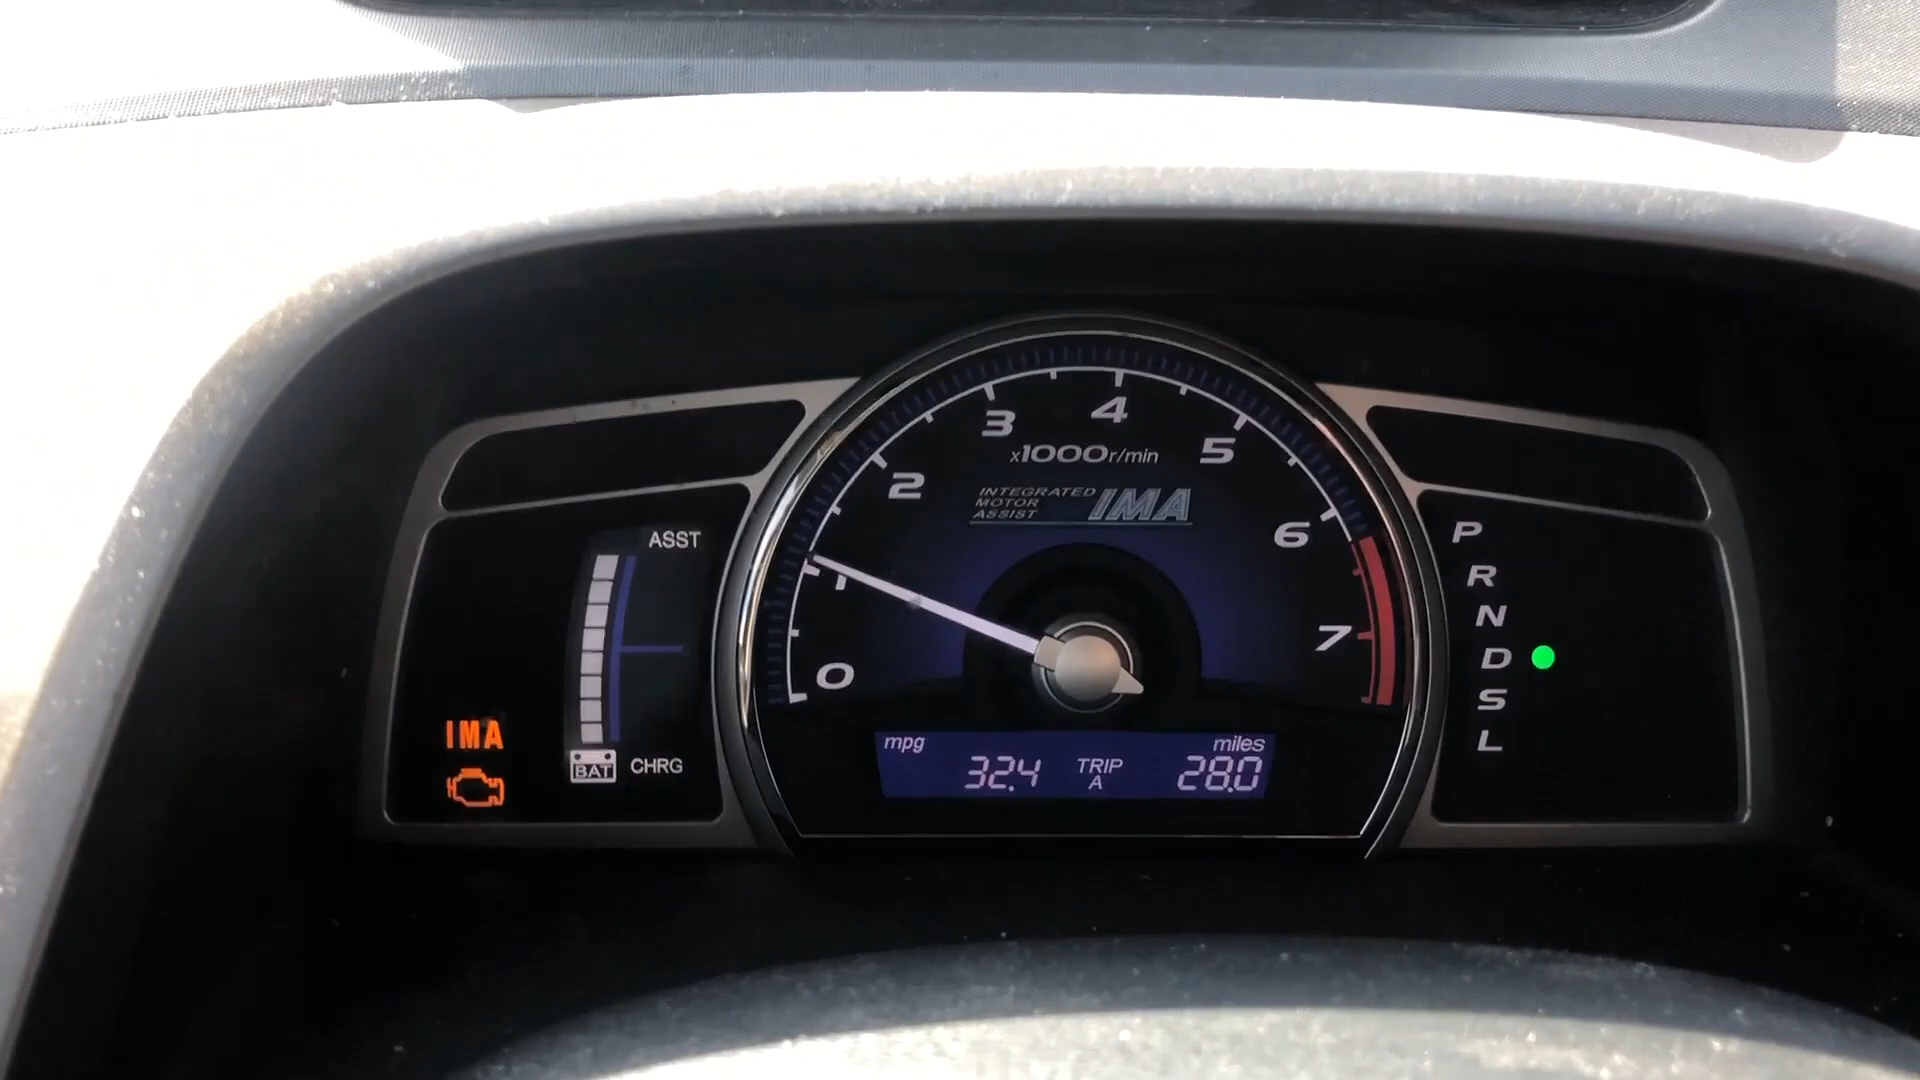 3 4
2 5
x1000r/min
INTEGRATED
MOTOR
ASSIST
IMA
1 6
0 7
ASST
BAT CHRG
IMA
P
R
N
D
S
L
mpg miles
32.4 TRIP A 28.0